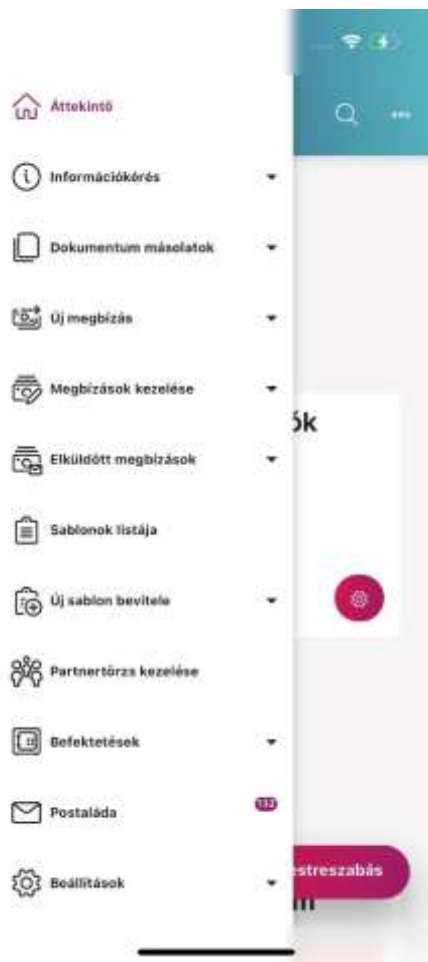 Áttekintő
Információkérés
Dokumentum másolatok
Új megbízás
Megbízások kezelése
ók
Elküldött megbízások
Sablonok listája
Új sablon bevitele
Partnertörzs kezelése
Befektetések
Postaláda
132
estreszabás
Beállítások
m